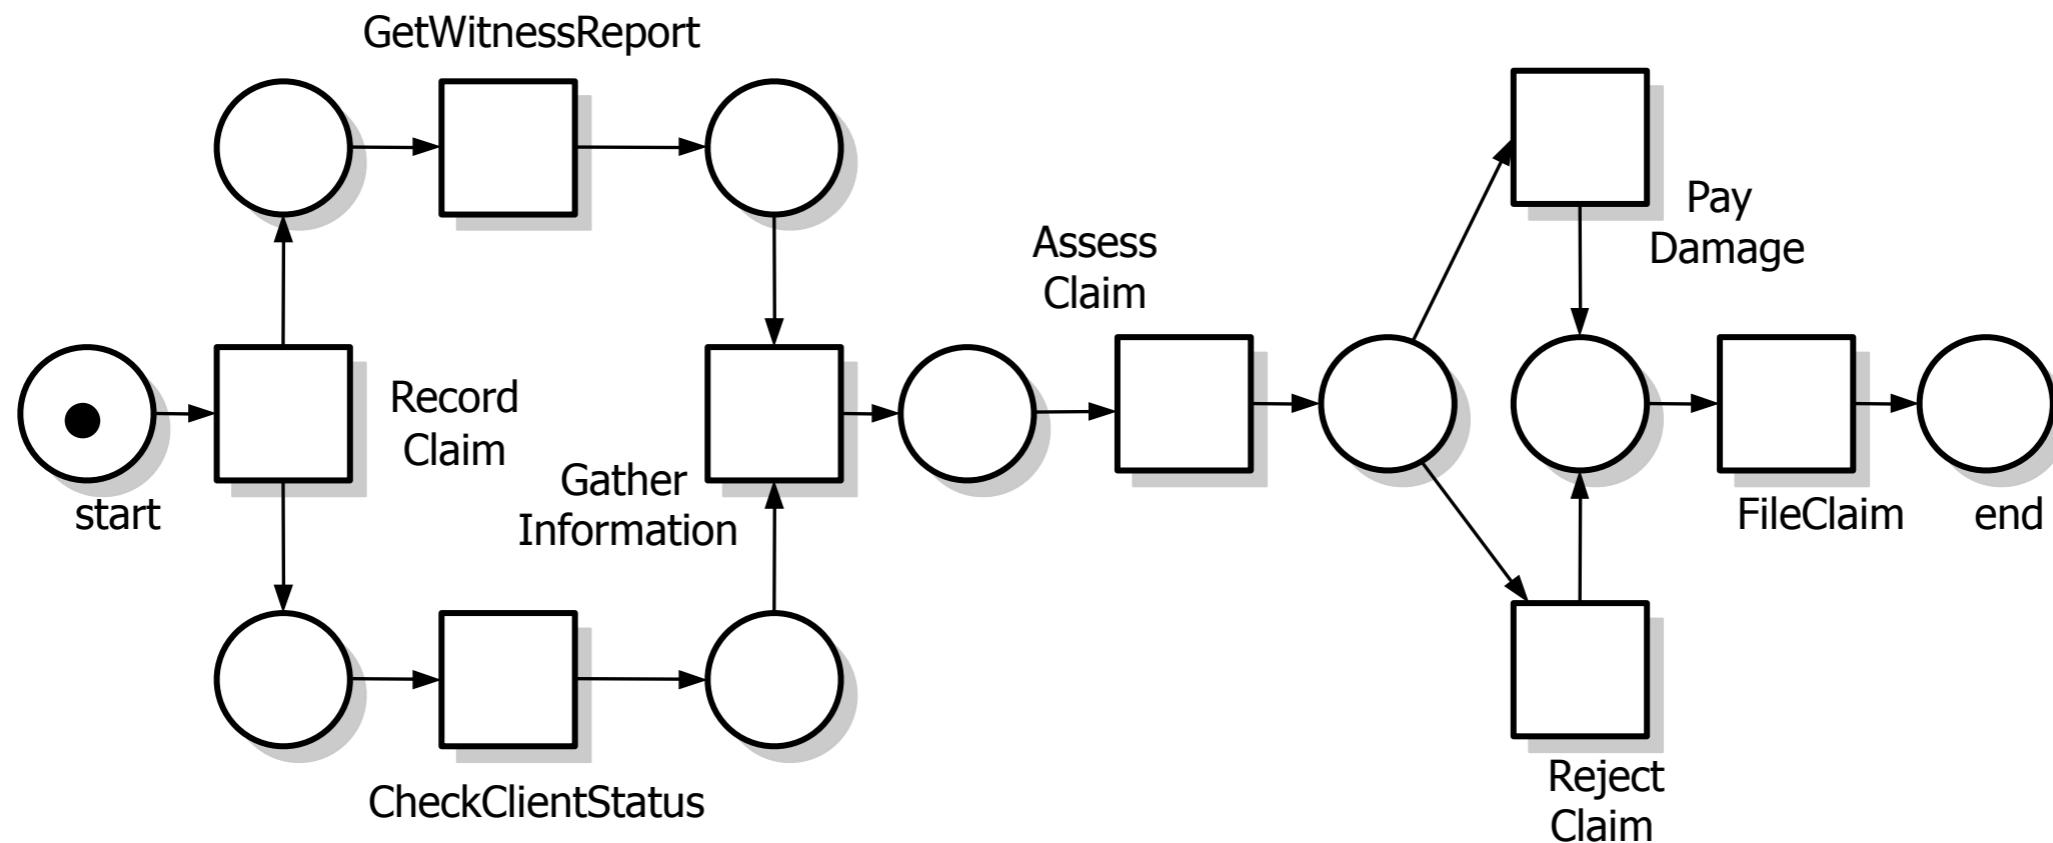 GetWitnessReport
Pay
Damage
Assess
Claim
Record
Claim
Gather
Information
start
FileClaim
end
CheckClientStatus
Reject
Claim